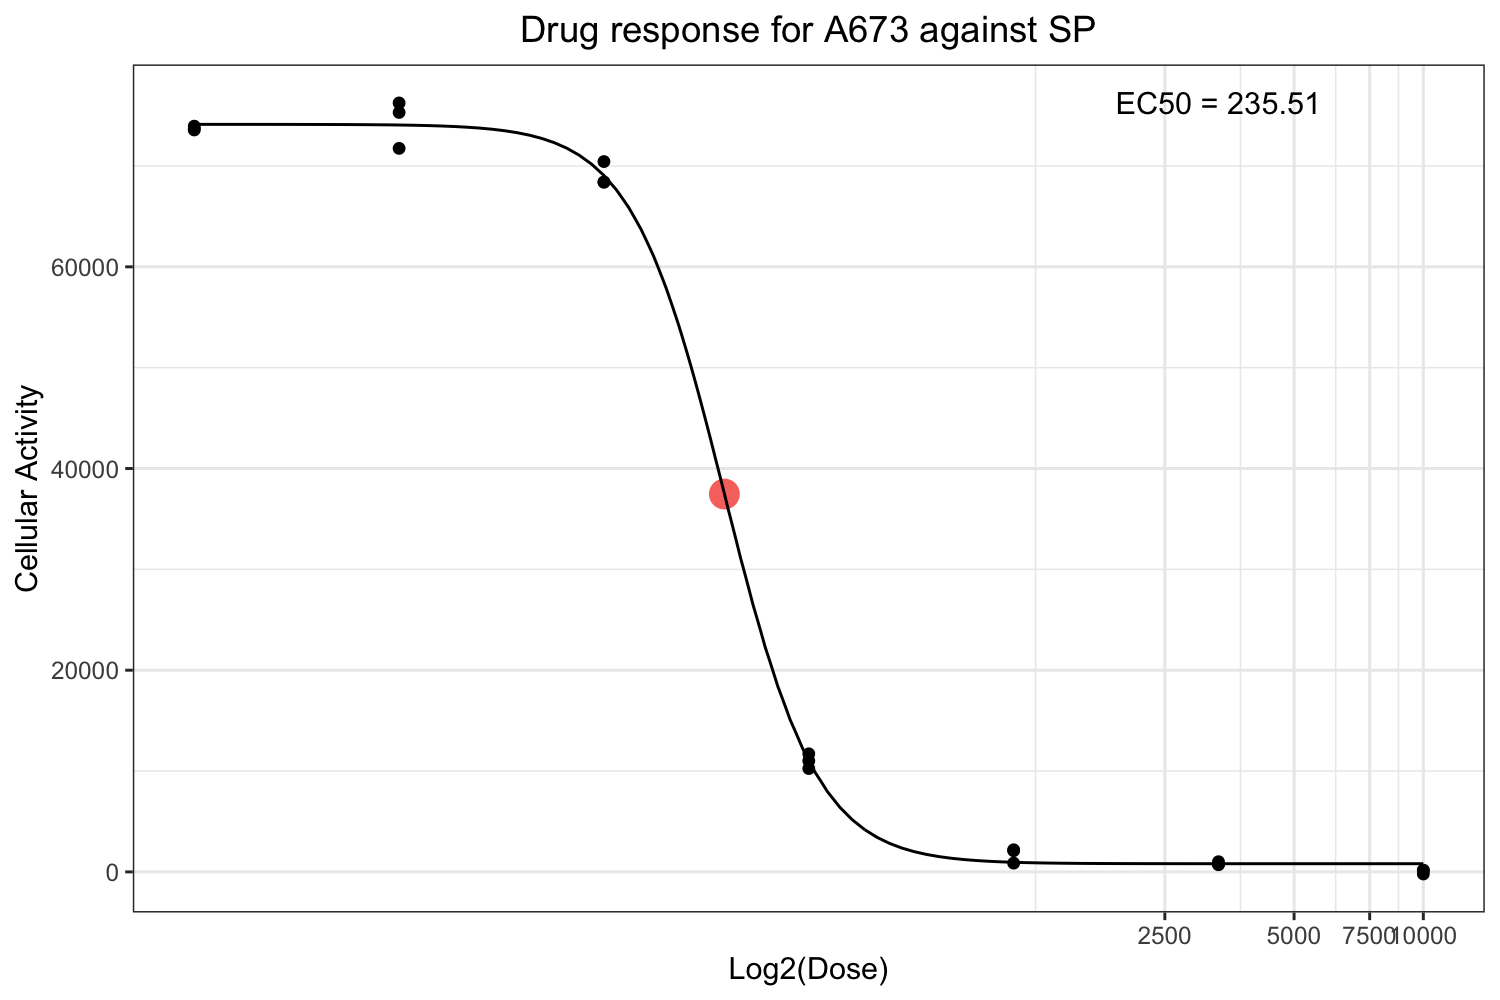 Drug response for A673 against SP
EC50 = 235.51
Cellular Activity
60000
40000
20000
0
2500 5000 7500 10000
Log2(Dose)